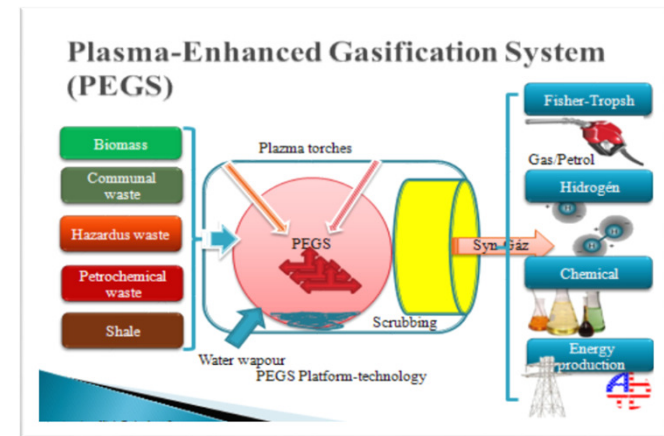 Plasma-Enhanced Gasification System
(PEGS)
Biomass
Communal
waste
Hazardus waste
Petrochemical
waste
Shale
Plazma torches
PEGS
Scrubbing
Water wapour
PEGS Platform-technology
Syn-Gáz
Fisher-Tropsh
Gas/Petrol
Hidrogén
Chemical
Energy
production